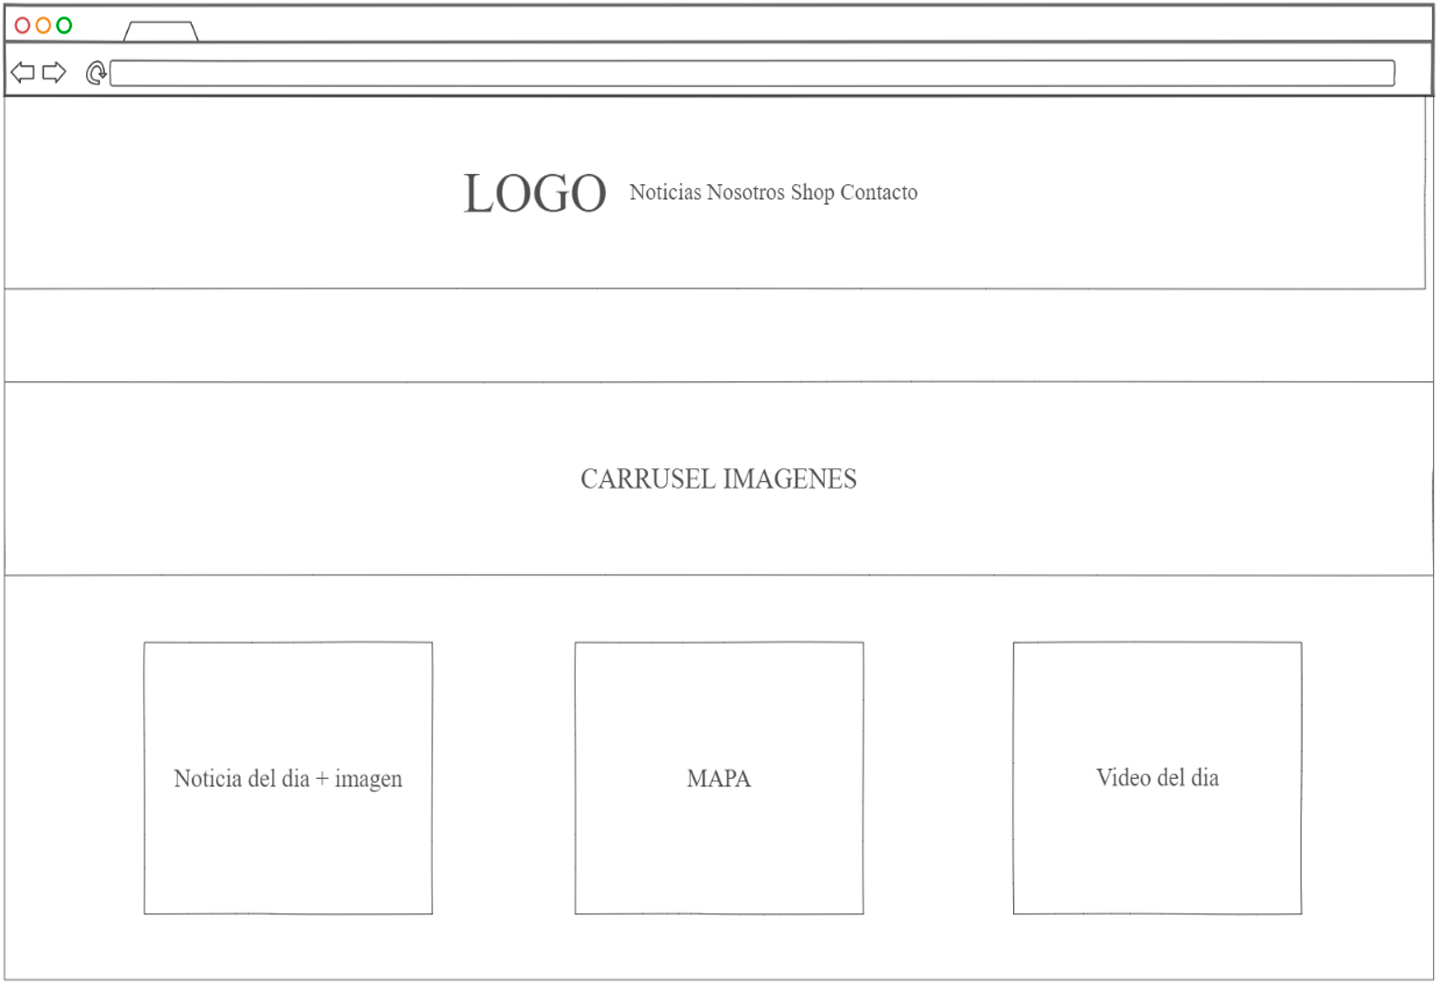 LOGO Noticias Nosotros Shop Contacto
CARRUSEL IMAGENES
Noticia del dia + imagen
MAPA
Video del dia